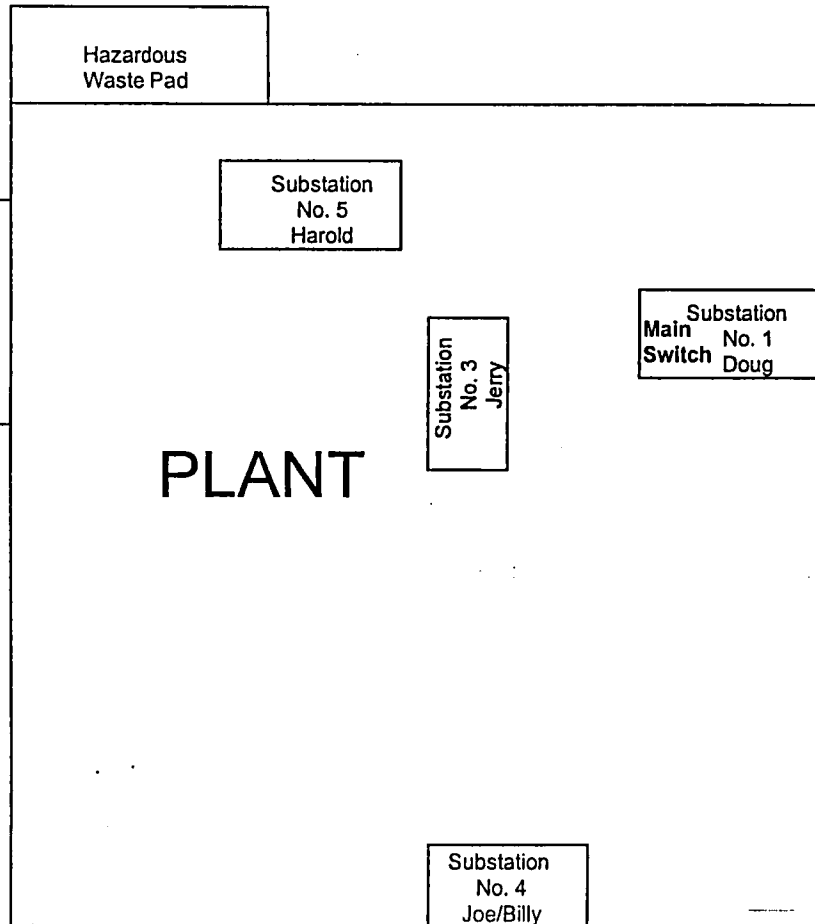 Hazardous
Waste Pad
Substation
No. 5
Harold
Substation
No. 3
Jerry
Main
Switch
Substation
No. 1
Doug
PLANT
Substation
No. 4
Joe/Billy